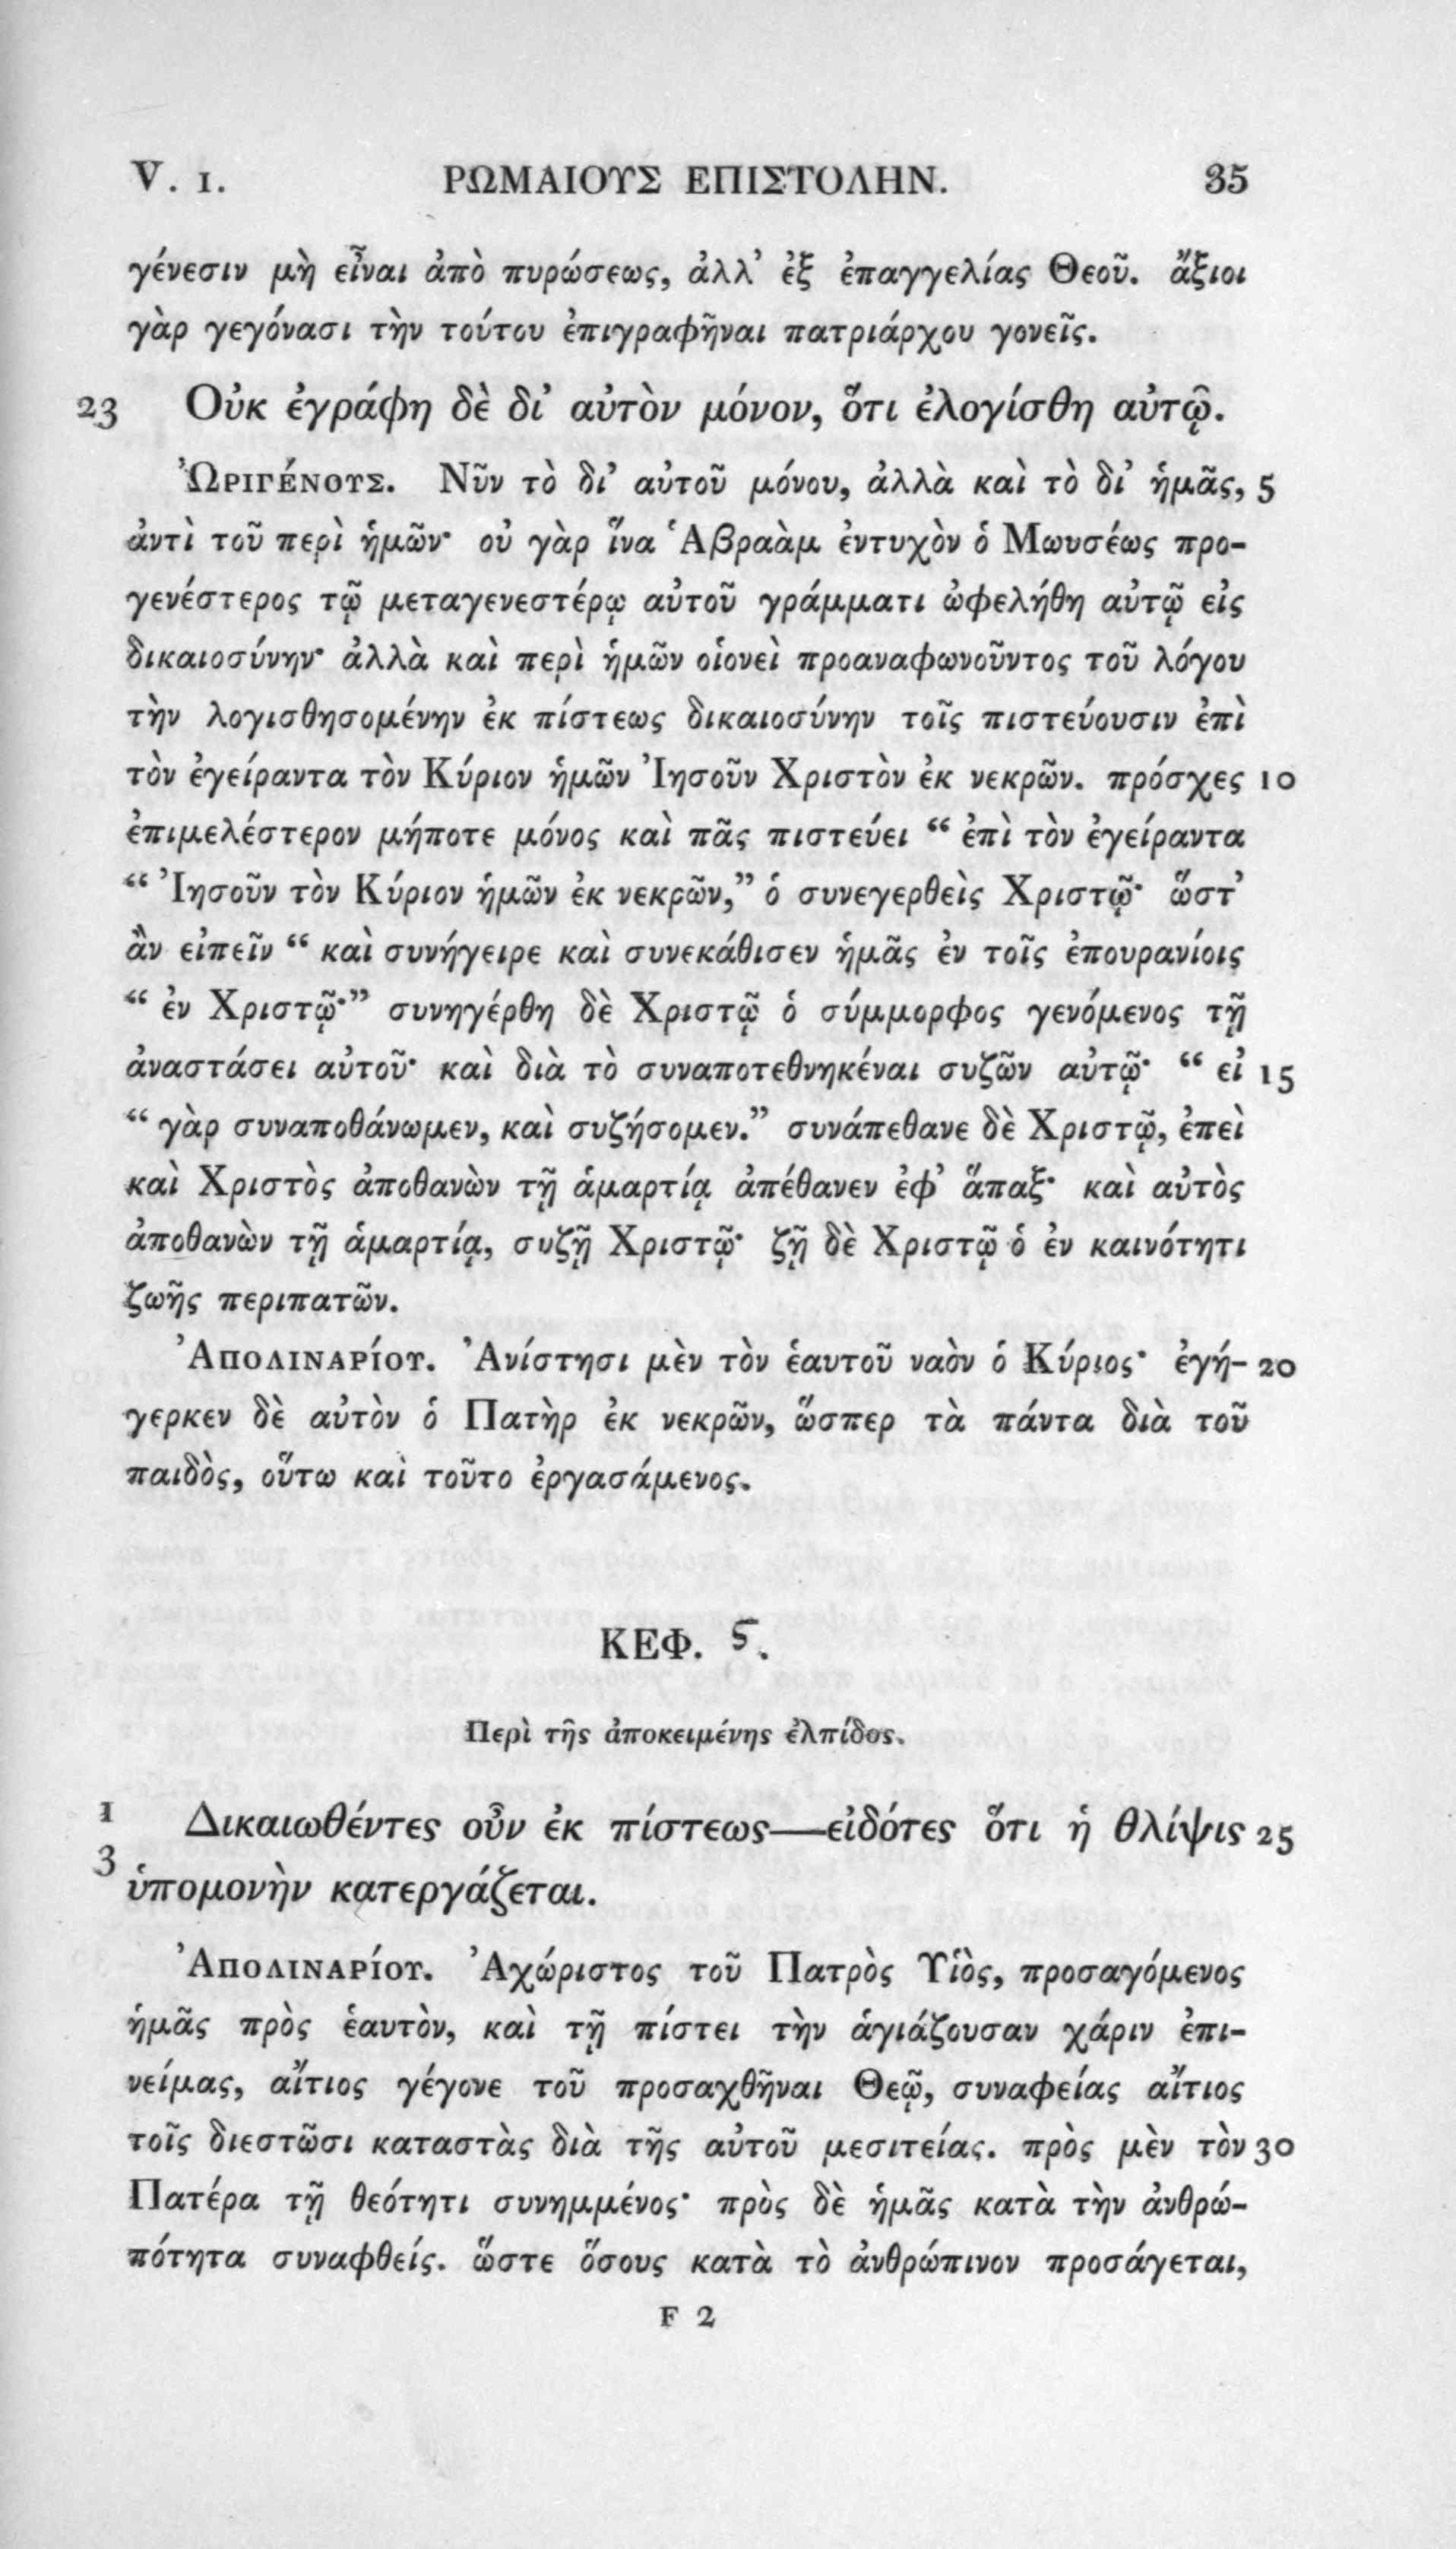 V. 1. ΡΩΜΑΙΟΥΣ ΕΠΙΣΤΟΛΗΝ. 35
γένεσιν μὴ εἶναι ἀπὸ πυρώσεως, ἀλλ’ ἐξ ἐπαγγελίας Θεοῦ. ἄξιοι
γὰρ γεγόνασι τὴν τούτου ἐπιγραφῆναι πατριάρχου γονεῖς.
23 Οὐκ ἐγράφη δὲ δι’ αὐτὸν μόνον, ὅτι ἐλογίσθη αὐτῷ.
ὨΡΙΓΈΝΟΥΣ. Νῦν τὸ δι’ αὐτοῦ μόνου, ἀλλὰ καὶ τὸ δι’ ἡμᾶς, 5
ἀντὶ τοῦ περὶ ἡμῶν· οὐ γὰρ ἵνα Ἁβραὰμ ἐντυχὸν ὁ Μωυσέως προ-
γενέστερος τῷ μεταγενεστέρῳ αὐτοῦ γράμματι ὠφελήθη αὐτῷ εἰς
δικαιοσύνην· ἀλλὰ καὶ περὶ ἡμῶν οἱονεὶ προαναφωνοῦντος τοῦ λόγου
τὴν λογισθησομένην ἐκ πίστεως δικαιοσύνην τοῖς πιστεύουσιν ἐπὶ
τὸν ἐγείραντα τὸν Κύριον ἡμῶν Ἰησοῦν Χριστὸν ἐκ νεκρῶν. πρόσχες 10
ἐπιμελέστερον μήποτε μόνος καὶ πᾶς πιστεύει “ ἐπὶ τὸν ἐγείραντα
“ Ἰησοῦν τὸν Κύριον ἡμῶν ἐκ νεκρῶν,” ὁ συνεγερθεὶς Χριστῷ· ὥστ’
ἂν εἰπεῖν “ καὶ συνήγειρε καὶ συνεκάθισεν ἡμᾶς ἐν τοῖς ἐπουρανίοις
“ ἐν Χριστῷ·” συνηγέρθη δὲ Χριστῷ ὁ σύμμορφος γενόμενος τῇ
ἀναστάσει αὐτοῦ· καὶ διὰ τὸ συναποτεθνηκέναι συζῶν αὐτῷ· “ εἰ 15
“ γὰρ συναποθάνωμεν, καὶ συζήσομεν.” συνάπεθανε δὲ Χριστῷ, ἐπεὶ
καὶ Χριστὸς ἀποθανὼν τῇ ἁμαρτίᾳ ἀπέθανεν ἐφ’ ἅπαξ· καὶ αὐτὸς
ἀποθανὼν τῇ ἁμαρτίᾳ, συζῇ Χριστῷ· ζῇ δὲ Χριστῷ ὁ ἐν καινότητι
ζωῆς περιπατῶν.
ἈΠΟΛΙΝΑΡΊΟΥ. Ἀνίστησι μὲν τὸν ἑαυτοῦ ναὸν ὁ Κύριος· ἐγή- 20
γερκεν δὲ αὐτὸν ὁ Πατὴρ ἐκ νεκρῶν, ὥσπερ τὰ πάντα διὰ τοῦ
παιδὸς, οὕτω καὶ τοῦτο ἐργασάμενος.
ΚΕΦ. ϛ.
Περὶ τῆς ἀποκειμένης ἐλπίδος.
1 Δικαιωθέντες οὖν ἐκ πίστεως—εἰδότες ὅτι ἡ θλίψις 25
3 ὑπομονὴν κατεργάζεται.
ἈΠΟΛΙΝΑΡΊΟΥ. Ἀχώριστος τοῦ Πατρὸς Υἱὸς, προσαγόμενος
ἡμᾶς πρὸς ἑαυτὸν, καὶ τῇ πίστει τὴν ἁγιάζουσαν χάριν ἐπι-
νείμας, αἴτιος γέγονε τοῦ προσαχθῆναι Θεῷ, συναφείας αἴτιος
τοῖς διεστῶσι καταστὰς διὰ τῆς αὐτοῦ μεσιτείας. πρὸς μὲν τὸν 30
Πατέρα τῇ θεότητι συνημμένος· πρὸς δὲ ἡμᾶς κατὰ τὴν ἀνθρω-
πότητα συναφθείς. ὥστε ὅσους κατὰ τὸ ἀνθρώπινον προσάγεται,
F 2